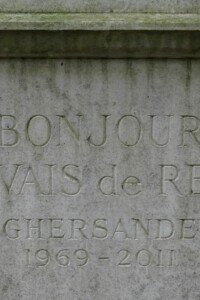 BONJOUR
VAIS de RE
GHERSANDE
1969-2011